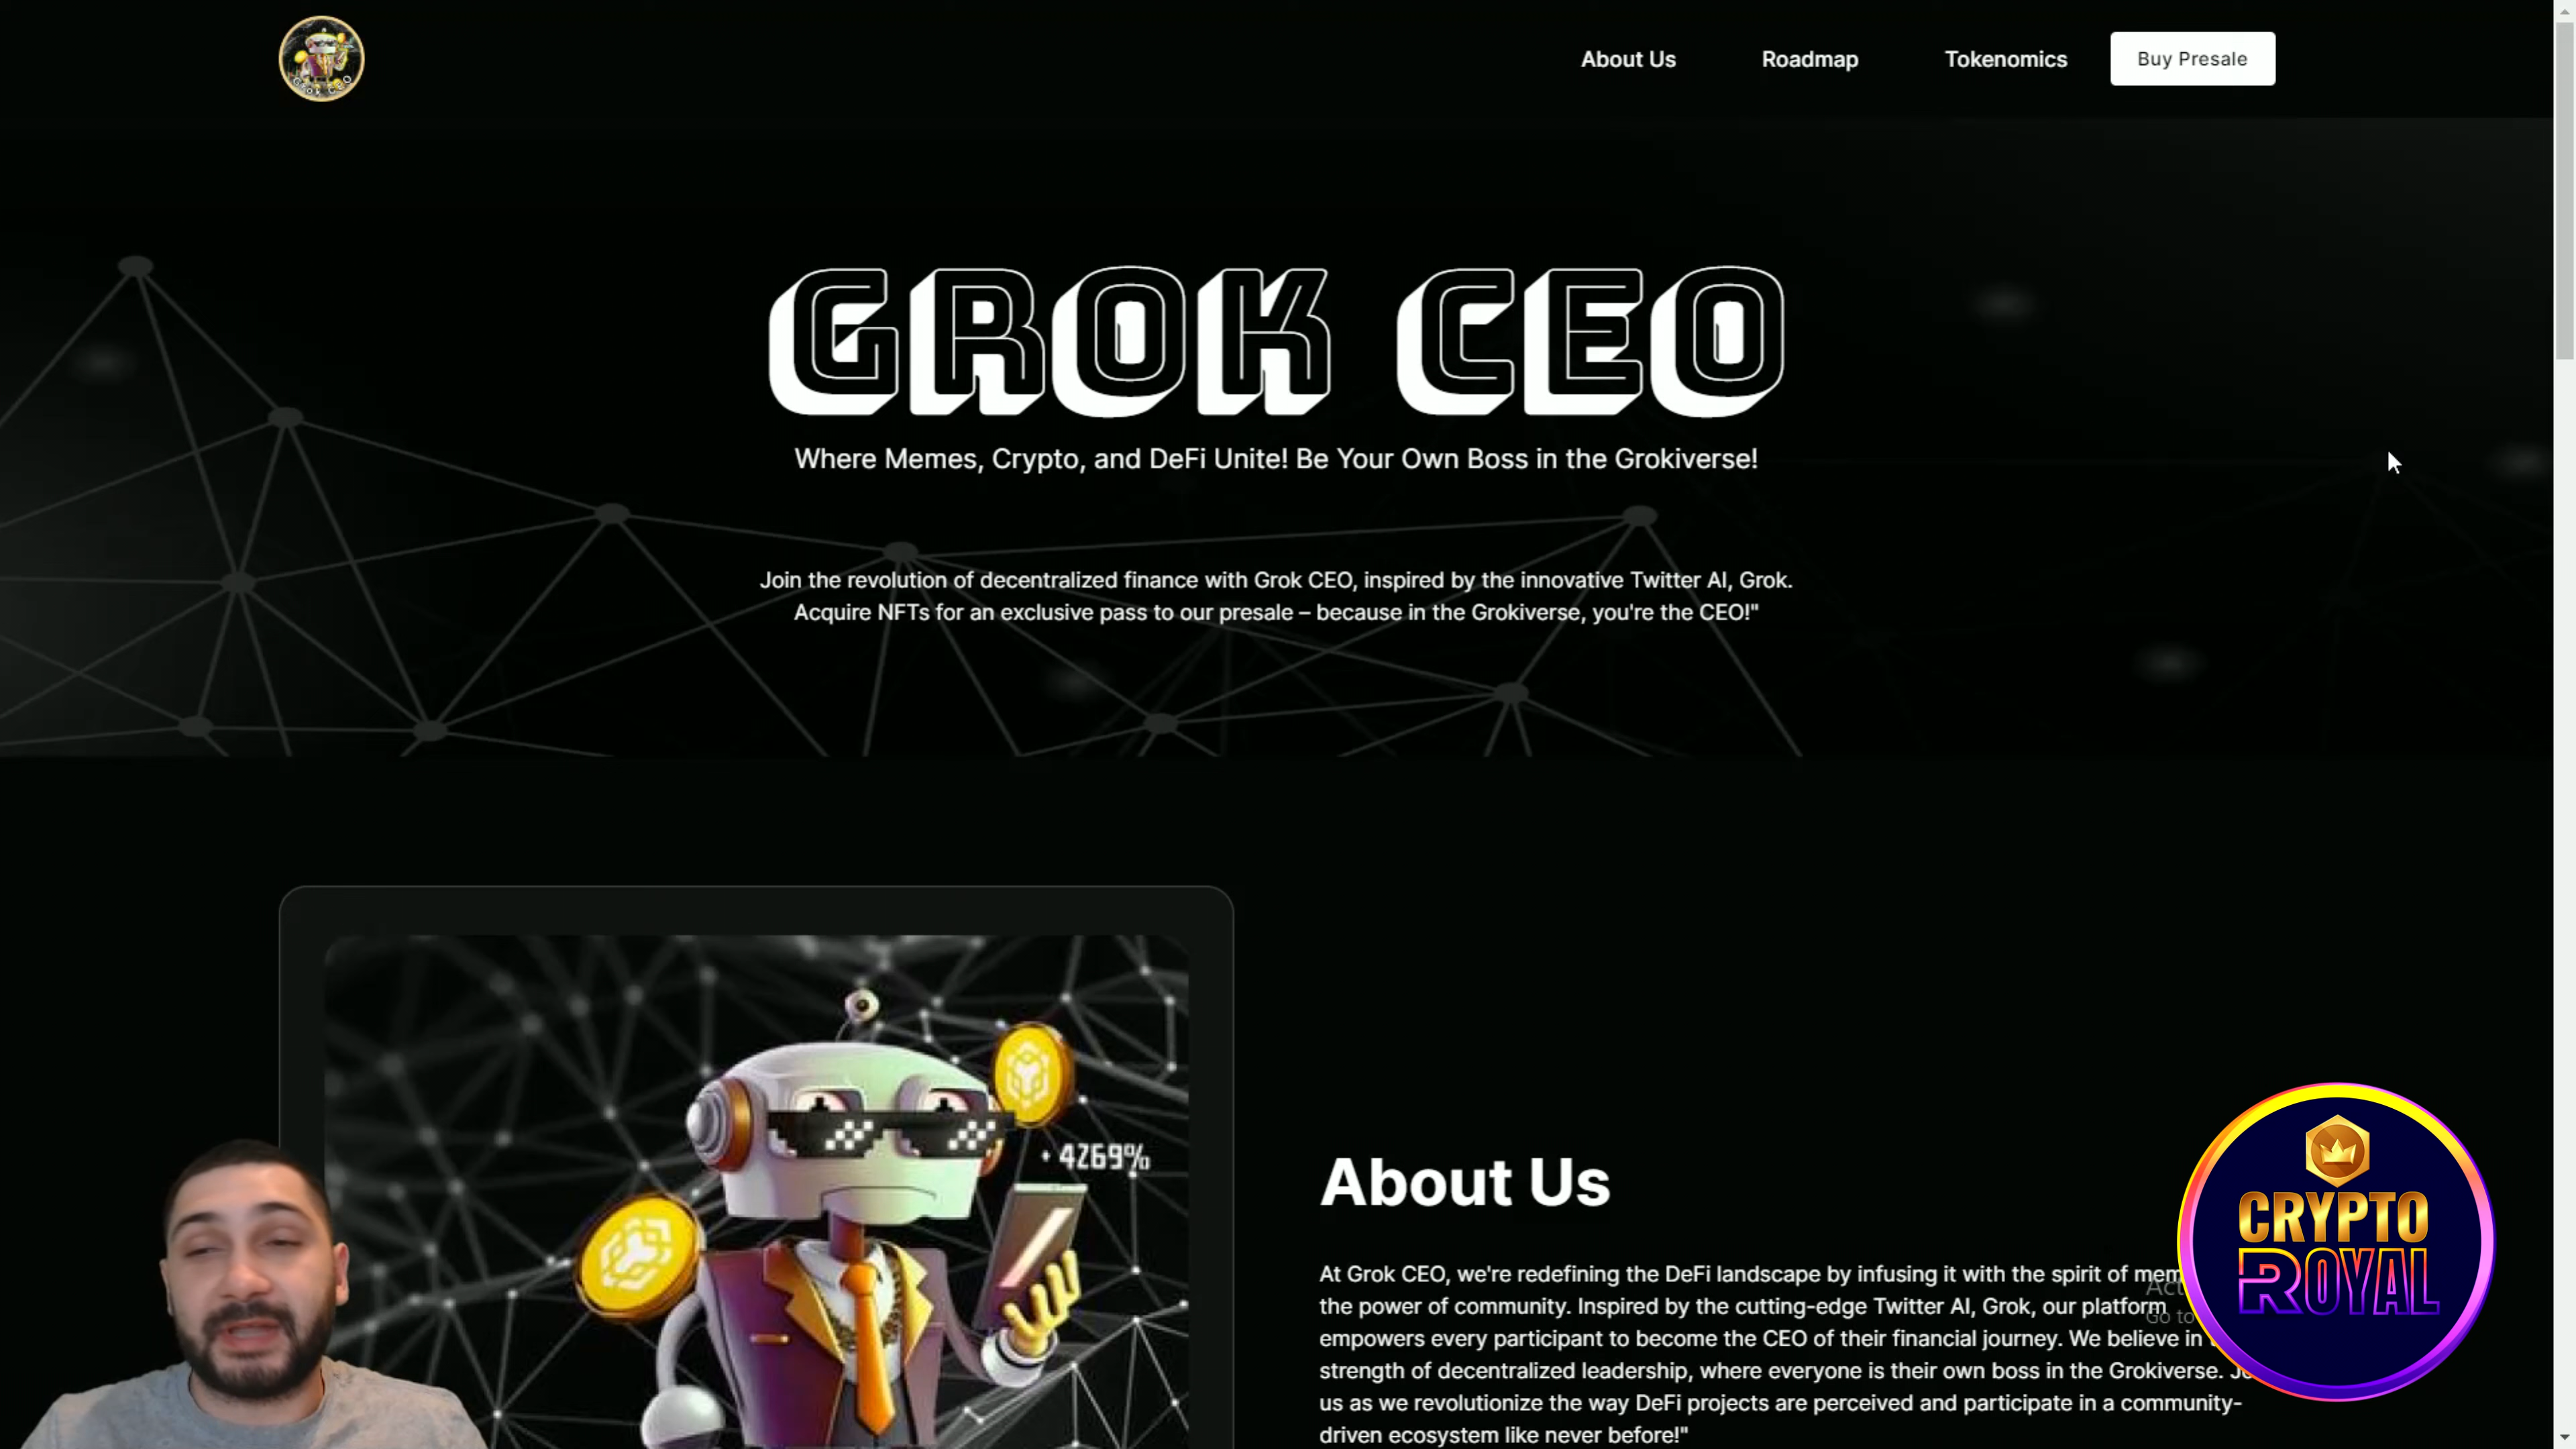 GROK CEO
About Us
Roadmap
Tokenomics
Buy Presale
GROK CEO
Where Memes, Crypto, and DeFi Unite! Be Your Own Boss in the Grokiverse!
Join the revolution of decentralized finance with Grok CEO, inspired by the innovative Twitter AI, Grok.
Acquire NFTs for an exclusive pass to our presale – because in the Grokiverse, you're the CEO!"
+ 4269%
About Us
At Grok CEO, we're redefining the DeFi landscape by infusing it with the spirit of
the power of community. Inspired by the cutting-edge Twitter AI, Grok, our platform
empowers every participant to become the CEO of their financial journey. We believe in
strength of decentralized leadership, where everyone is their own boss in the Grokiverse.
us as we revolutionize the way DeFi projects are perceived and participate in a community-
driven ecosystem like never before!"
Go to
CRYPTO
ROYAL